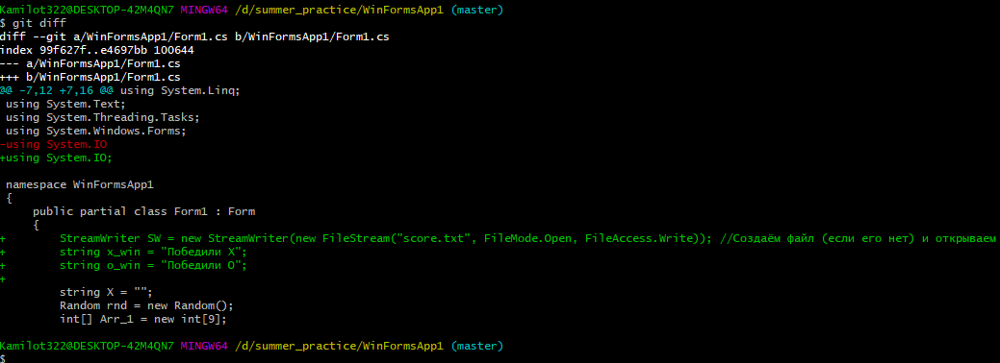 Kamilot322@DESKTOP-42M4QN7 MINGW64 /d/summer_practice/WinFormsApp1 (master)
$ git diff
diff --git a/WinFormsApp1/Form1.cs b/WinFormsApp1/Form1.cs
index 99f627f..e4697bb 100644
--- a/WinFormsApp1/Form1.cs
+++ b/WinFormsApp1/Form1.cs
@@ -7,12 +7,16 @@ using System.Linq;
 using System.Text;
 using System.Threading.Tasks;
 using System.Windows.Forms;
-using System.IO
+using System.IO;

 namespace WinFormsApp1
 {
     public partial class Form1 : Form
     {
+        StreamWriter SW = new StreamWriter(new FileStream("score.txt", FileMode.Open, FileAccess.Write)); //Создаём файл (если его нет) и открываем
+        string x_win = "Победили X";
+        string o_win = "Победили O";
+
         string X = "";
         Random rnd = new Random();
         int[] Arr_1 = new int[9];

Kamilot322@DESKTOP-42M4QN7 MINGW64 /d/summer_practice/WinFormsApp1 (master)
$